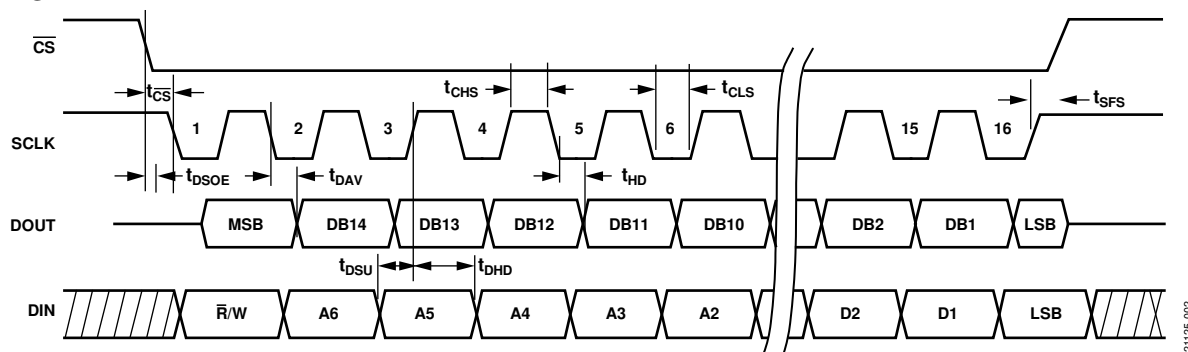 CS
tCS
tCHS
tCLS
tSFS
SCLK
1 2 3 4 5 6 15 16
tDSOE
tDAV
tHD
DOUT
MSB DB14 DB13 DB12 DB11 DB10 DB2 DB1 LSB
tDSU
tDHD
DIN
R/W A6 A5 A4 A3 A2 D2 D1 LSB